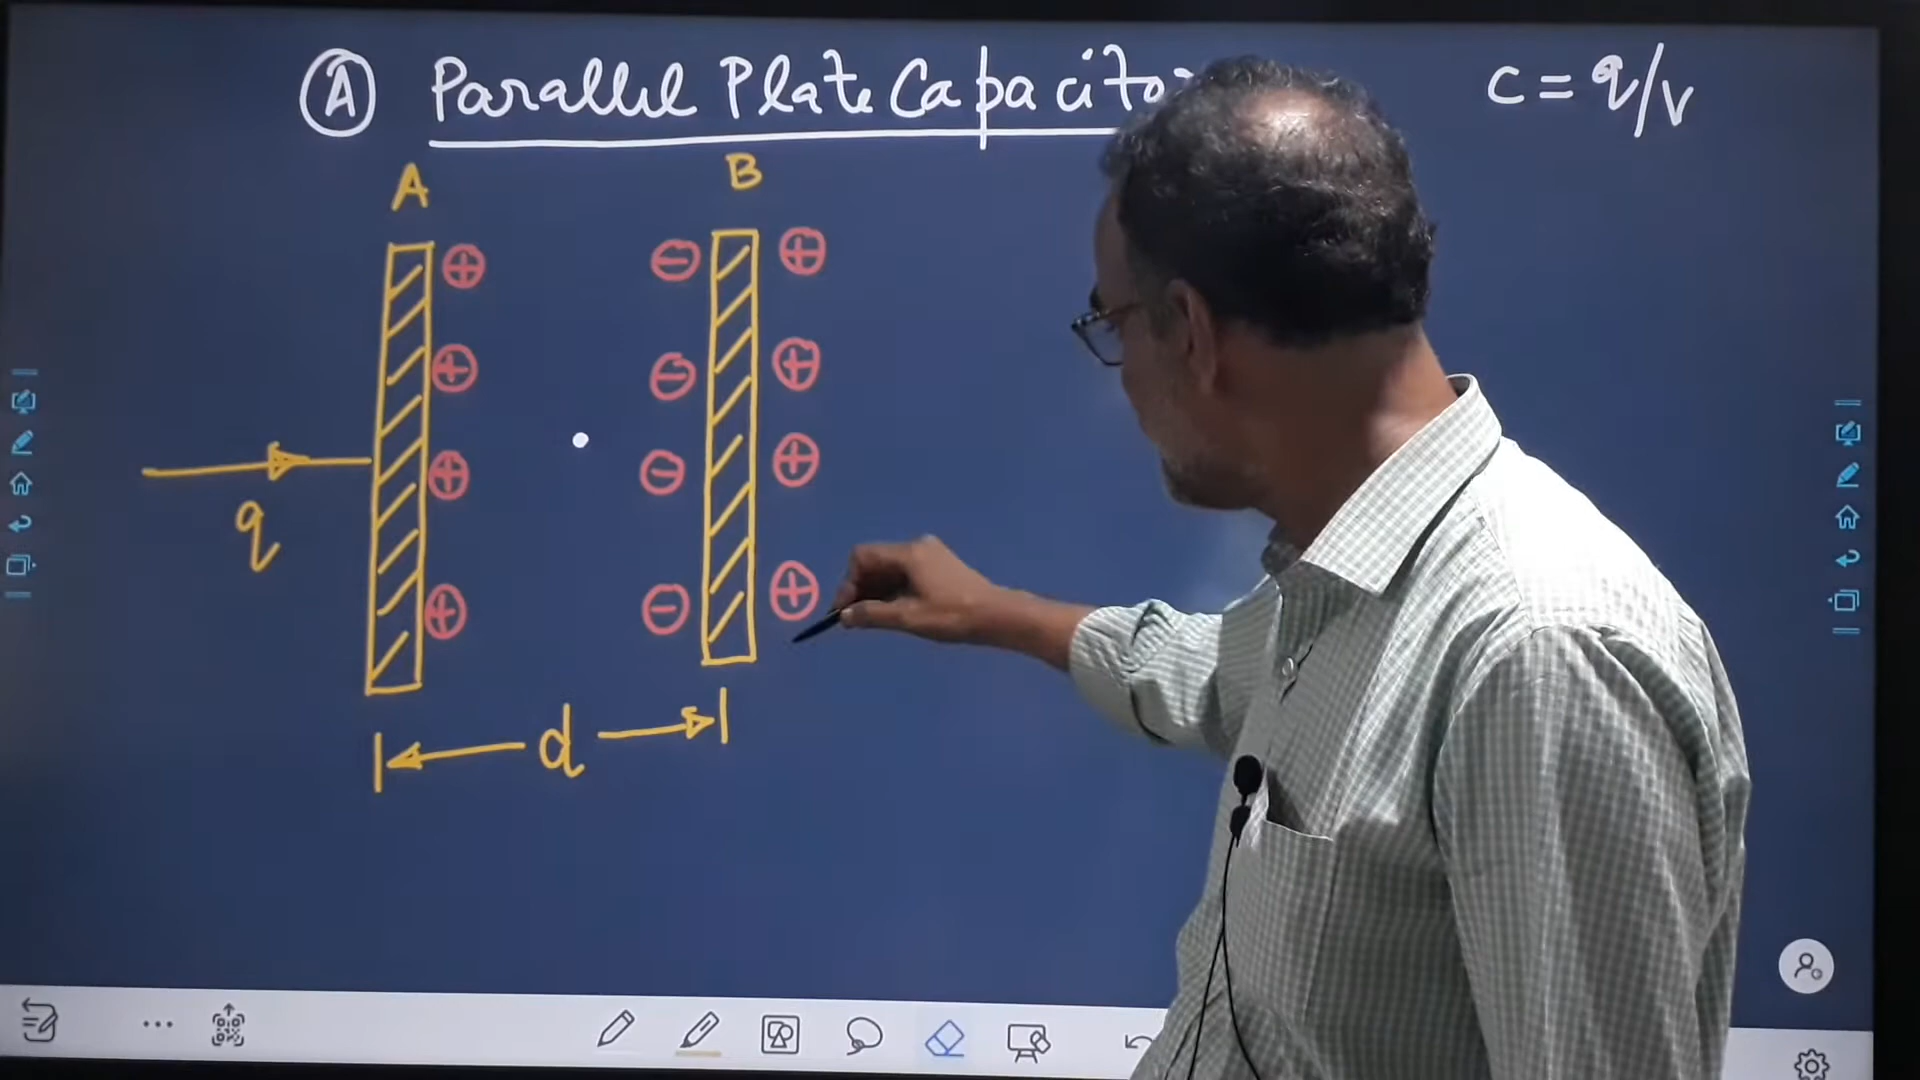 Ⓐ Parallel Plate Capacito
C = q/v
A
B
⊕ ⊖ ⊕
⊕ ⊖ ⊕
⊕ ⊖ ⊕
q
⊕ ⊖ ⊕
d